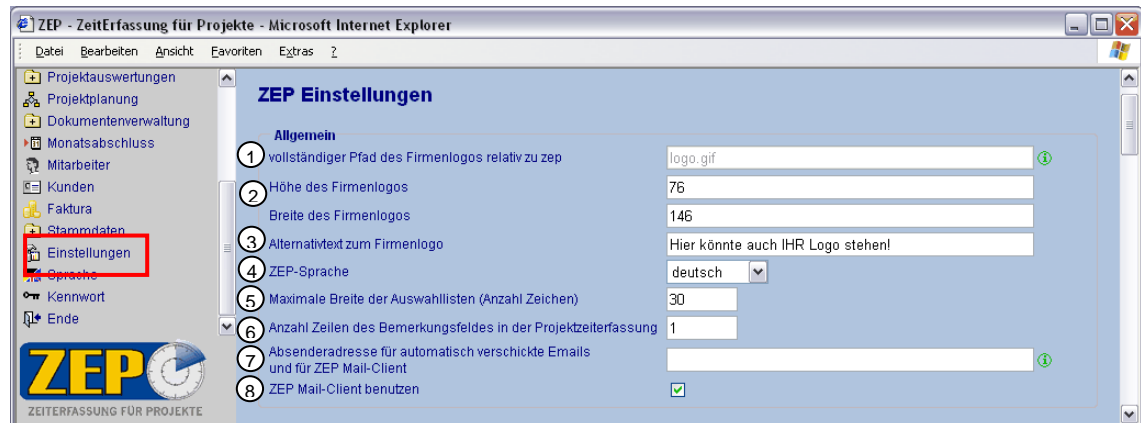 ZEP - ZeitErfassung für Projekte - Microsoft Internet Explorer
Datei Bearbeiten Ansicht Favoriten Extras ?
Projektauswertungen
Projektplanung
Dokumentenverwaltung
Monatsabschluss
Mitarbeiter
Kunden
Faktura
Stammdaten
Einstellungen
Sprache
Kennwort
Ende
ZEP
ZEITERFASSUNG FÜR PROJEKTE
ZEP Einstellungen
Allgemein
1 vollständiger Pfad des Firmenlogos relativ zu zep logo.gif
2 Höhe des Firmenlogos 76
Breite des Firmenlogos 146
3 Alternativtext zum Firmenlogo Hier könnte auch IHR Logo stehen!
4 ZEP-Sprache deutsch
5 Maximale Breite der Auswahllisten (Anzahl Zeichen) 30
6 Anzahl Zeilen des Bemerkungsfeldes in der Projektzeiterfassung 1
7 Absenderadresse für automatisch verschickte Emails
und für ZEP Mail-Client
8 ZEP Mail-Client benutzen